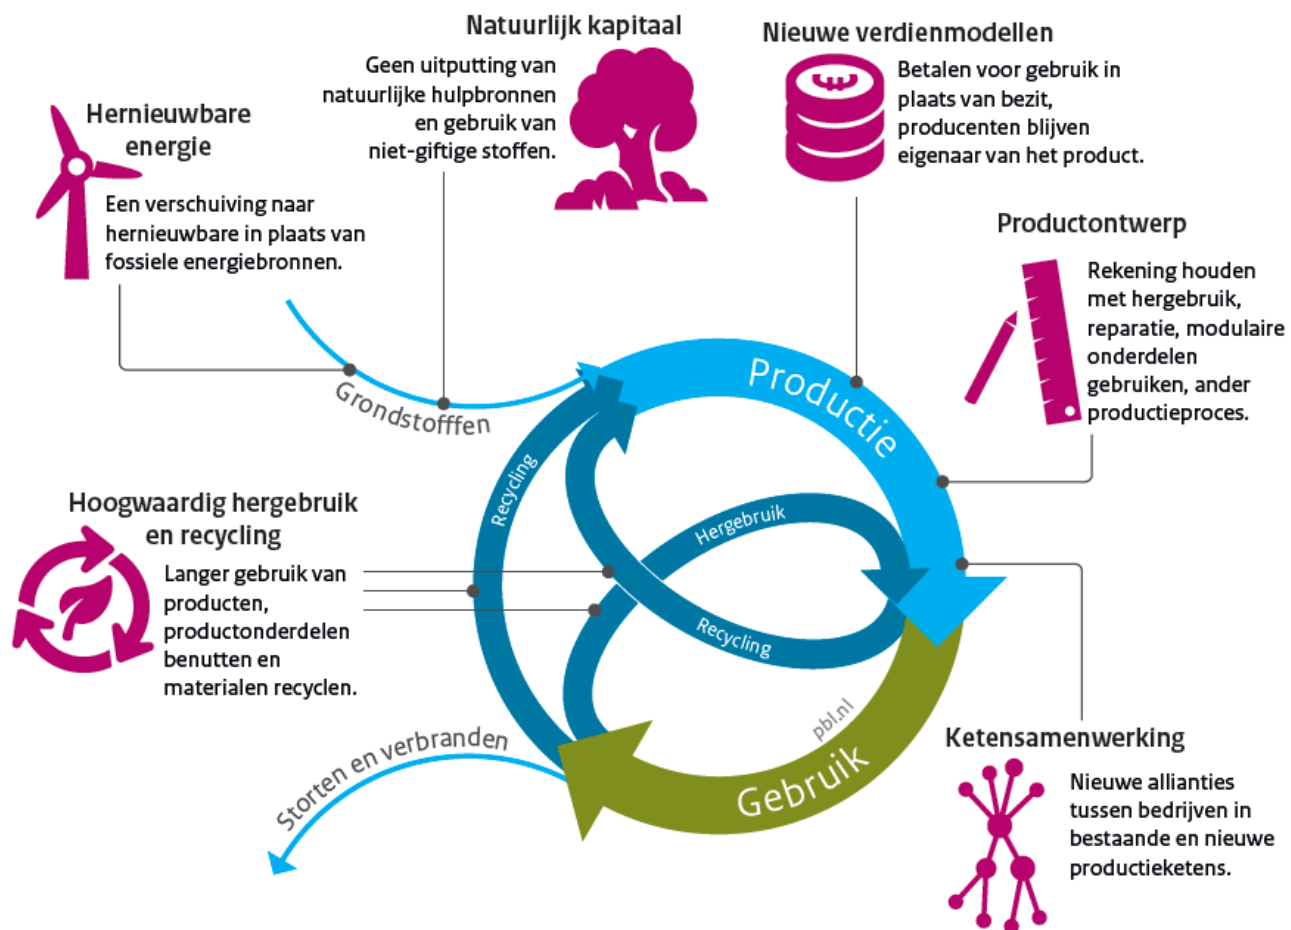 Natuurlijk kapitaal
Geen uitputting van
natuurlijke hulpbronnen
en gebruik van
niet-giftige stoffen.
Nieuwe verdienmodellen
Betalen voor gebruik in
plaats van bezit,
producenten blijven
eigenaar van het product.
Hernieuwbare
energie
Een verschuiving naar
hernieuwbare in plaats van
fossiele energiebronnen.
Productontwerp
Rekening houden
met hergebruik,
reparatie, modulaire
onderdelen
gebruiken, ander
productieproces.
Grondstofffen
Productie
Recycling
Hergebruik
Recycling
Hoogwaardig hergebruik
en recycling
Langer gebruik van
producten,
productonderdelen
benutten en
materialen recyclen.
Storten en verbranden
Gebruik
pbl.nl
Ketensamenwerking
Nieuwe allianties
tussen bedrijven in
bestaande en nieuwe
productieketens.